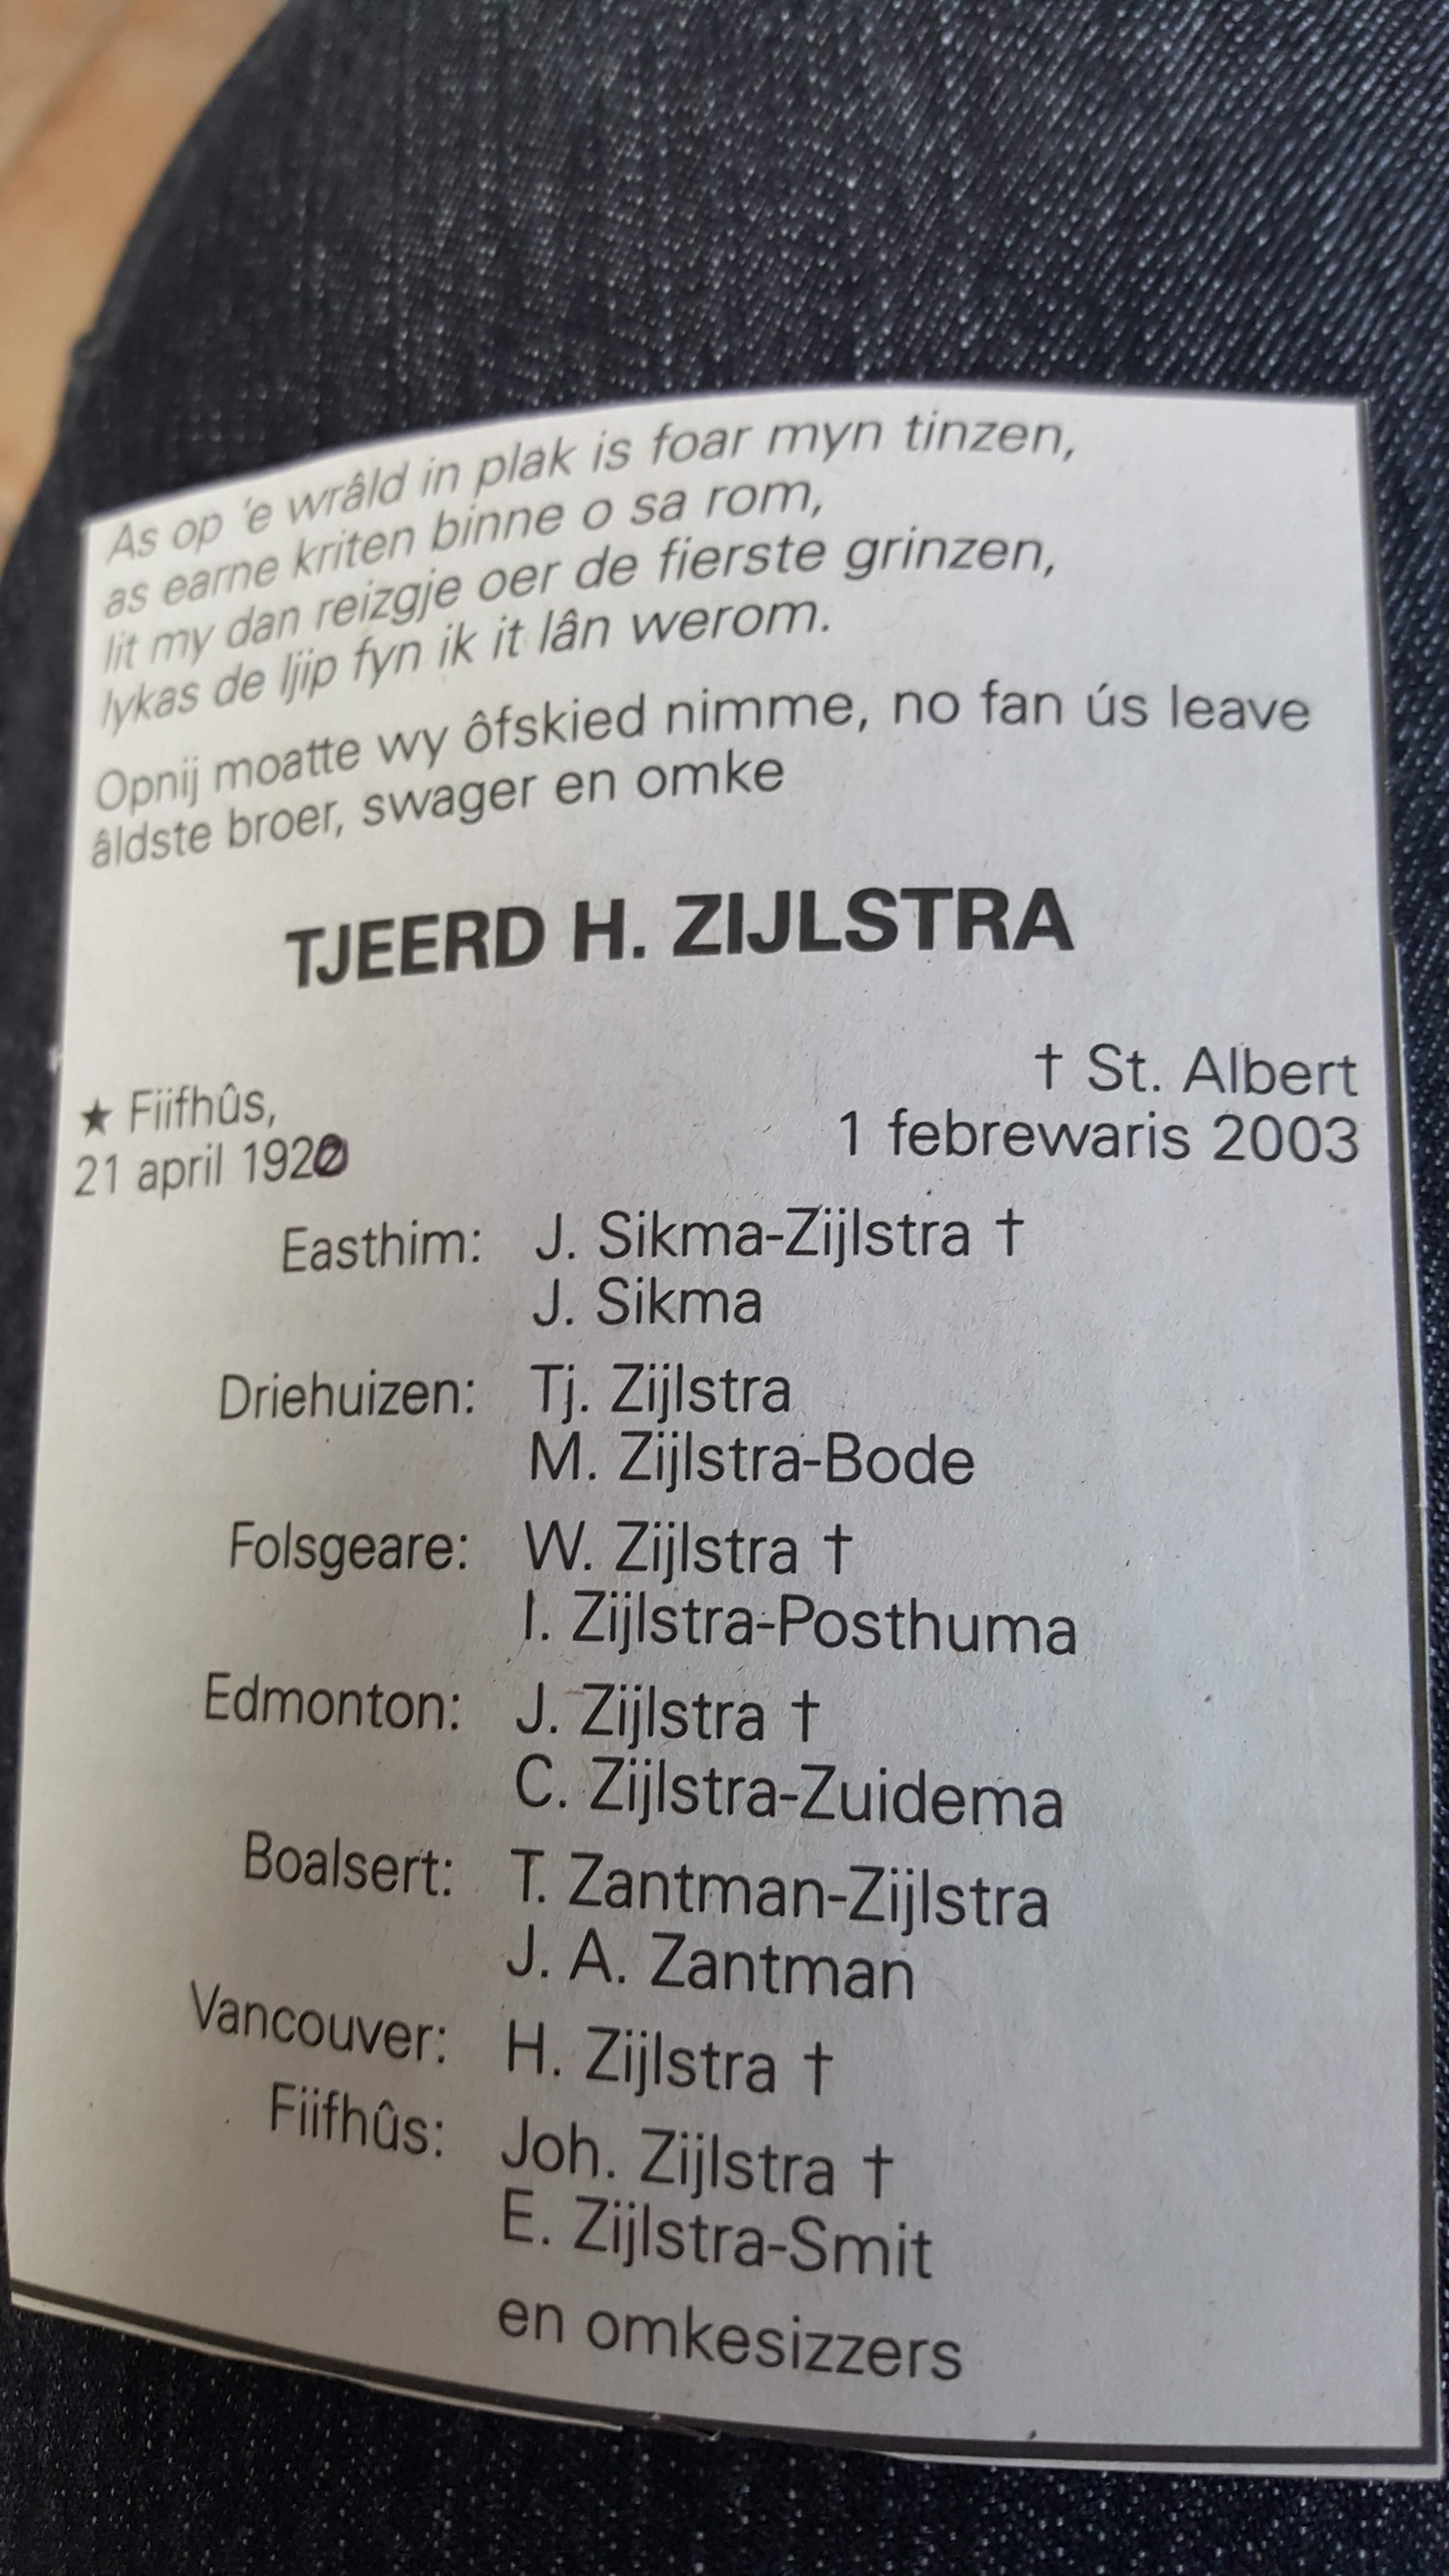 As op 'e wrâld in plak is foar myn tinzen,
as earne kriten binne o sa rom,
lit my dan reizgje oer de fierste grinzen,
lykas de ljip fyn ik it lân werom.
Opnij moatte wy ôfskied nimme, no fan ús leave
âldste broer, swager en omke
TJEERD H. ZIJLSTRA
★ Fiifhûs,
21 april 1920
† St. Albert
1 febrewaris 2003
Easthim: J. Sikma-Zijlstra †
J. Sikma
Driehuizen: Tj. Zijlstra
M. Zijlstra-Bode
Folsgeare: W. Zijlstra †
I. Zijlstra-Posthuma
Edmonton: J. Zijlstra †
C. Zijlstra-Zuidema
Boalsert: T. Zantman-Zijlstra
J. A. Zantman
Vancouver: H. Zijlstra †
Fiifhûs: Joh. Zijlstra †
E. Zijlstra-Smit
en omkesizzers